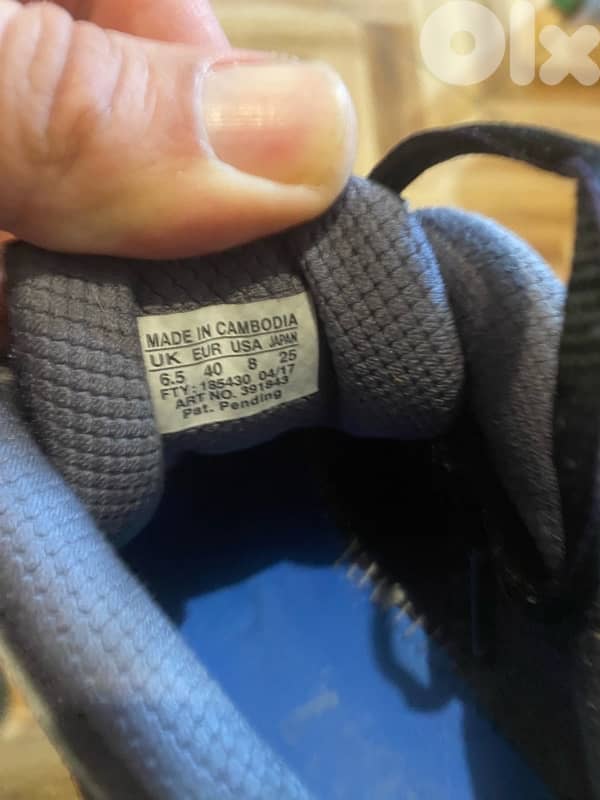 Olx
MADE IN CAMBODIA
UK EUR USA JAPAN
6.5 40 8 25
FTY: 185430 04/17
ART NO. 391843
Pat. Pending